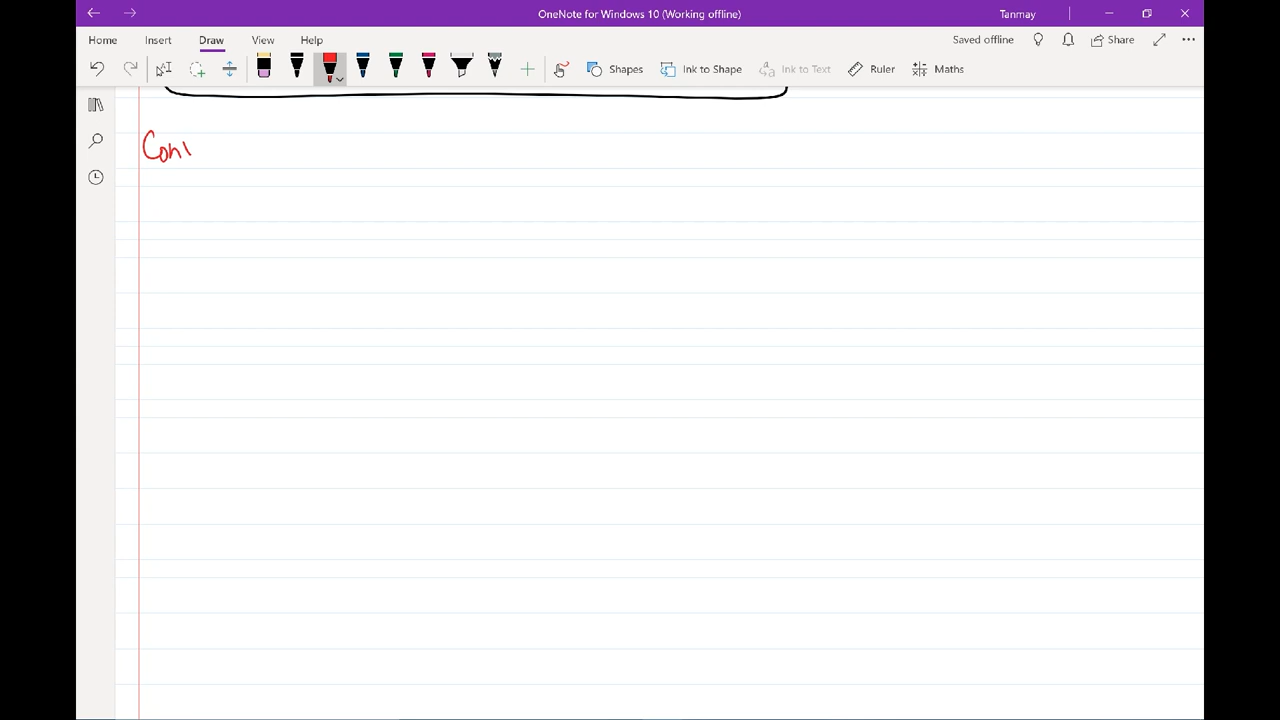 OneNote for Windows 10 (Working offline)
Tanmay
Home Insert Draw View Help
Saved offline
Share
Shapes
Ink to Shape
Ink to Text
Ruler
Maths